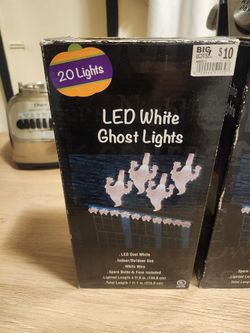 20 Lights
BIG
LOTS!
$10
LED White
Ghost Lights
. LED Cool White
. Indoor/Outdoor Use
. White Wire
. Spare Bulbs & Fuse Included